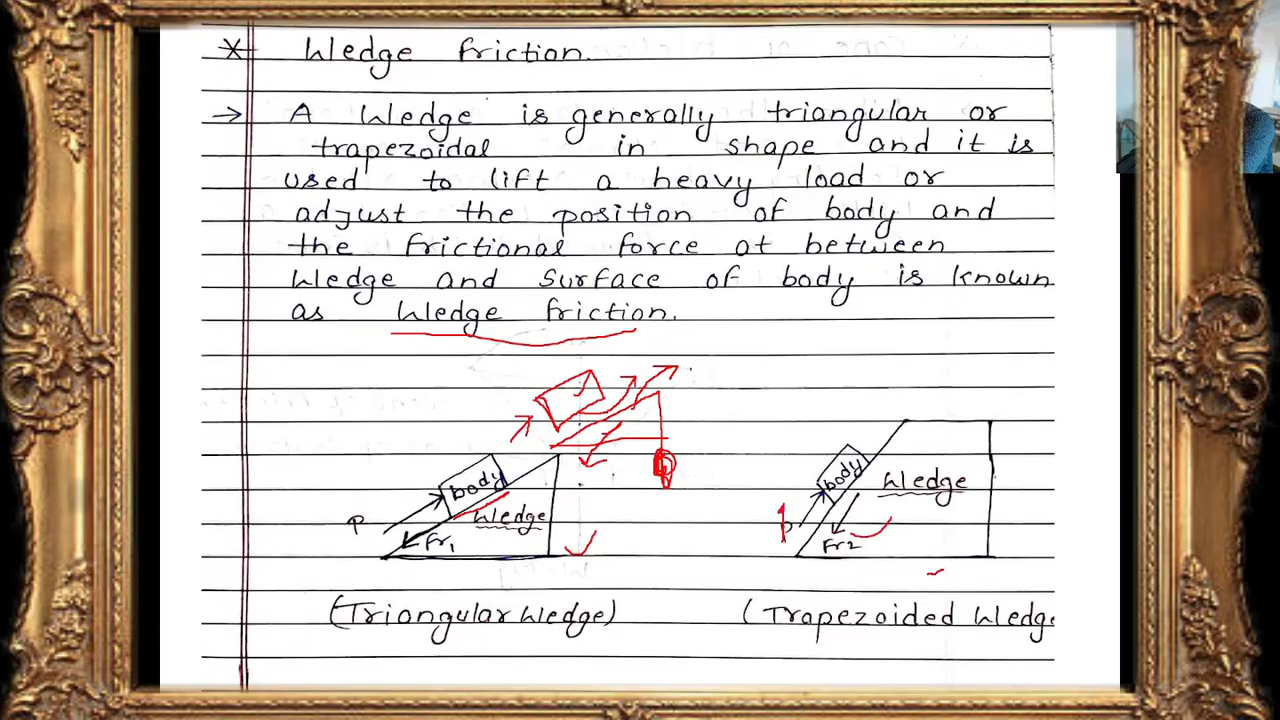 * Wedge friction.
→ A Wedge is generally triangular or
trapezoidal in shape and it is
used to lift a heavy load or
adjust the position of body and
the frictional force at between
Wedge and surface of body is known
as Wedge friction.
body
Wedge
P
Fr1
body
Wedge
P
Fr2
(Triangular Wedge)
(Trapezoided Wedge